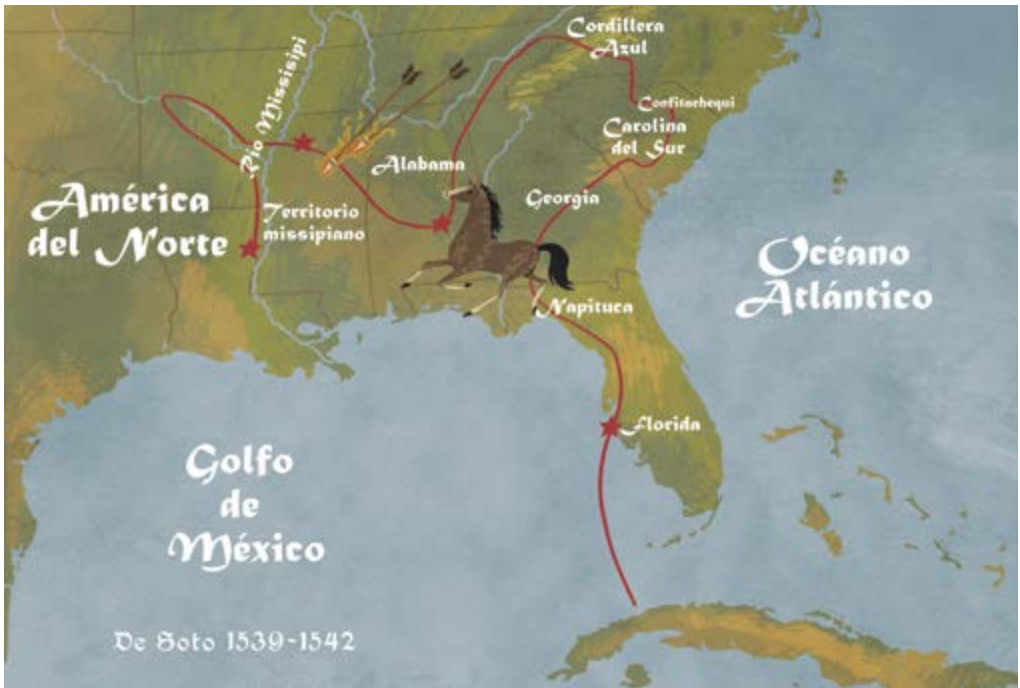 Cordillera
Azul
Río Missisipi
Confitachequi
Carolina
del Sur
Alabama
Georgia
América
del Norte
Territorio
missipiano
Océano
Atlántico
Napituca
Florida
Golfo
de
México
De Soto 1539-1542